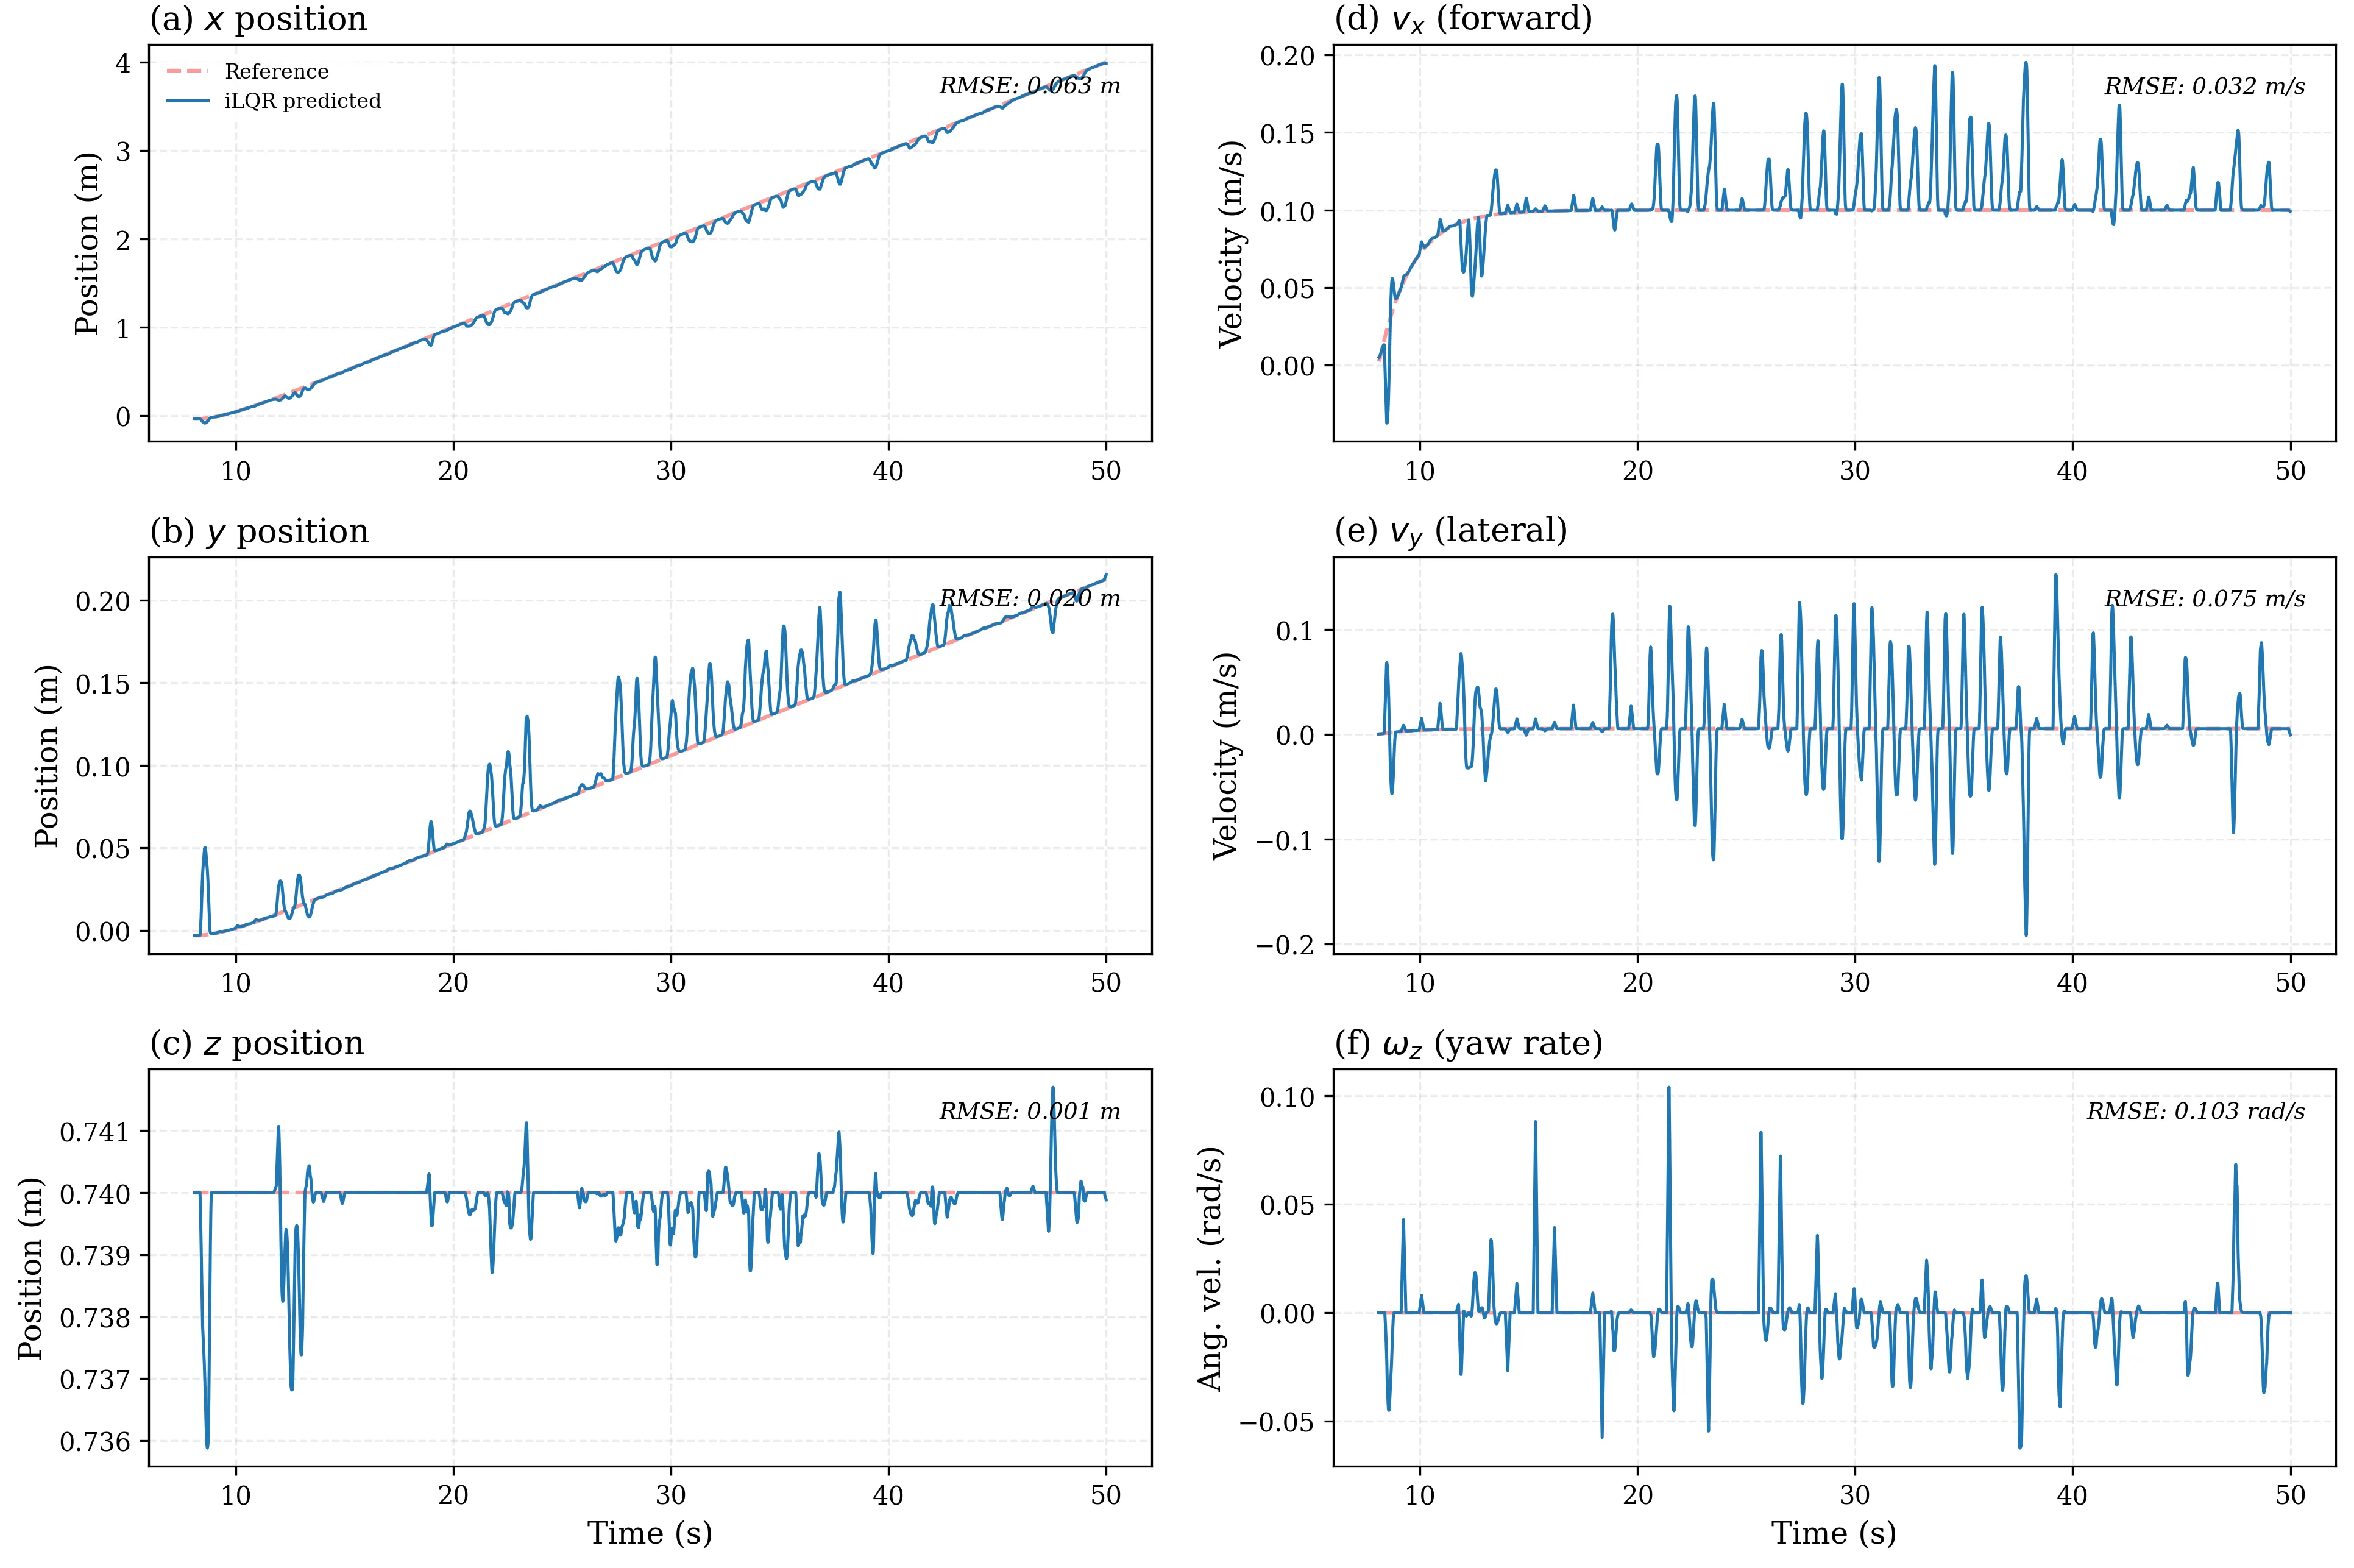 (a) x position
Position (m)
4
3
2
1
0
Reference
iLQR predicted
RMSE: 0.063 m
10 20 30 40 50
(d) vx (forward)
Velocity (m/s)
0.20
0.15
0.10
0.05
0.00
RMSE: 0.032 m/s
10 20 30 40 50
(b) y position
Position (m)
0.20
0.15
0.10
0.05
0.00
RMSE: 0.020 m
10 20 30 40 50
(e) vy (lateral)
Velocity (m/s)
0.1
0.0
−0.1
−0.2
RMSE: 0.075 m/s
10 20 30 40 50
(c) z position
Position (m)
0.741
0.740
0.739
0.738
0.737
0.736
RMSE: 0.001 m
10 20 30 40 50
Time (s)
(f) ωz (yaw rate)
Ang. vel. (rad/s)
0.10
0.05
0.00
−0.05
RMSE: 0.103 rad/s
10 20 30 40 50
Time (s)